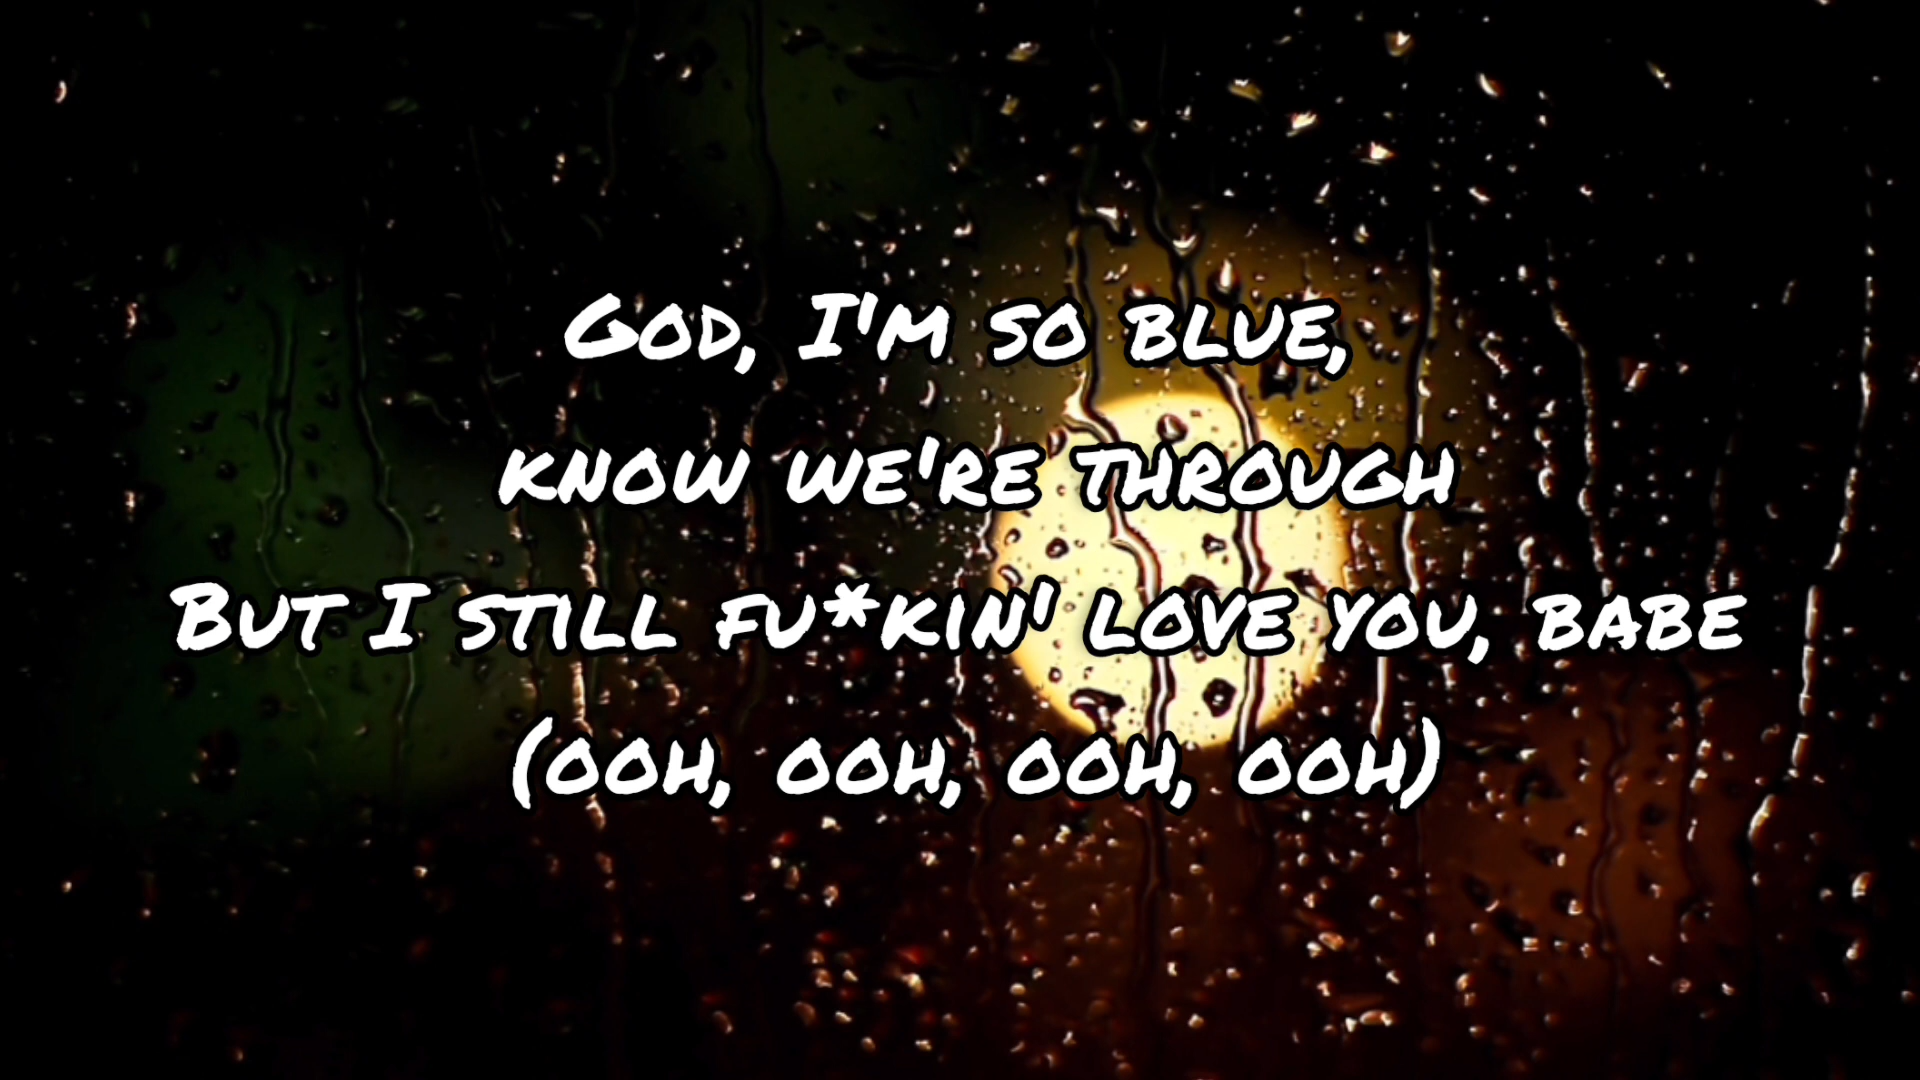 God, I'm so blue,
know we're through
But I still fu*kin' love you, babe
(ooh, ooh, ooh, ooh)